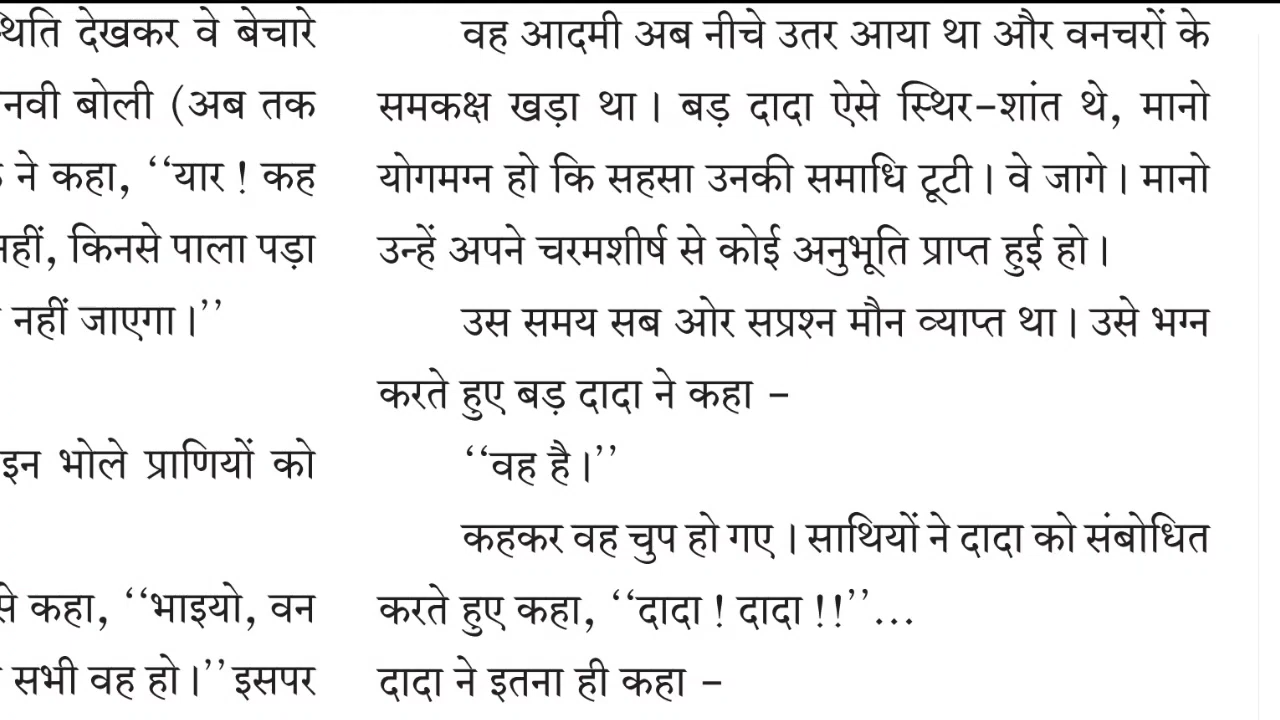 देखकर वे बेचारे
बोली (अब तक
ने कहा, ‘‘यार ! कह
किनसे पाला पड़ा
नहीं जाएगा ।’’
इन भोले प्राणियों को
कहा, ‘‘भाइयो, वन
सभी वह हो ।’’ इसपर
वह आदमी अब नीचे उतर आया था और वनचरों के
समकक्ष खड़ा था । बड़ दादा ऐसे स्थिर-शांत थे, मानो
योगमग्न हो कि सहसा उनकी समाधि टूटी । वे जागे । मानो
उन्हें अपने चरमशीर्ष से कोई अनुभूति प्राप्त हुई हो ।
उस समय सब ओर सप्रश्न मौन व्याप्त था । उसे भग्न
करते हुए बड़ दादा ने कहा -
‘‘वह है ।’’
कहकर वह चुप हो गए । साथियों ने दादा को संबोधित
करते हुए कहा, ‘‘दादा ! दादा !!’’...
दादा ने इतना ही कहा -